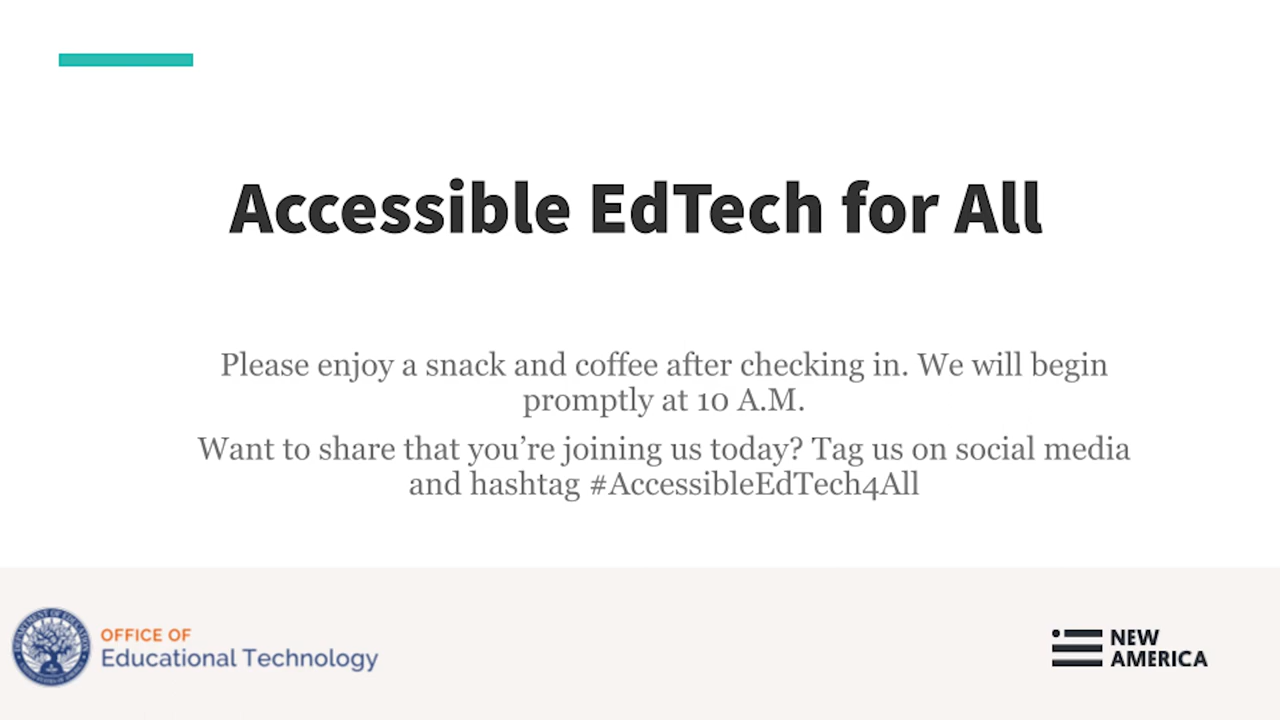 Accessible EdTech for All
Please enjoy a snack and coffee after checking in. We will begin
promptly at 10 A.M.
Want to share that you’re joining us today? Tag us on social media
and hashtag #AccessibleEdTech4All
OFFICE OF
Educational Technology
NEW
AMERICA